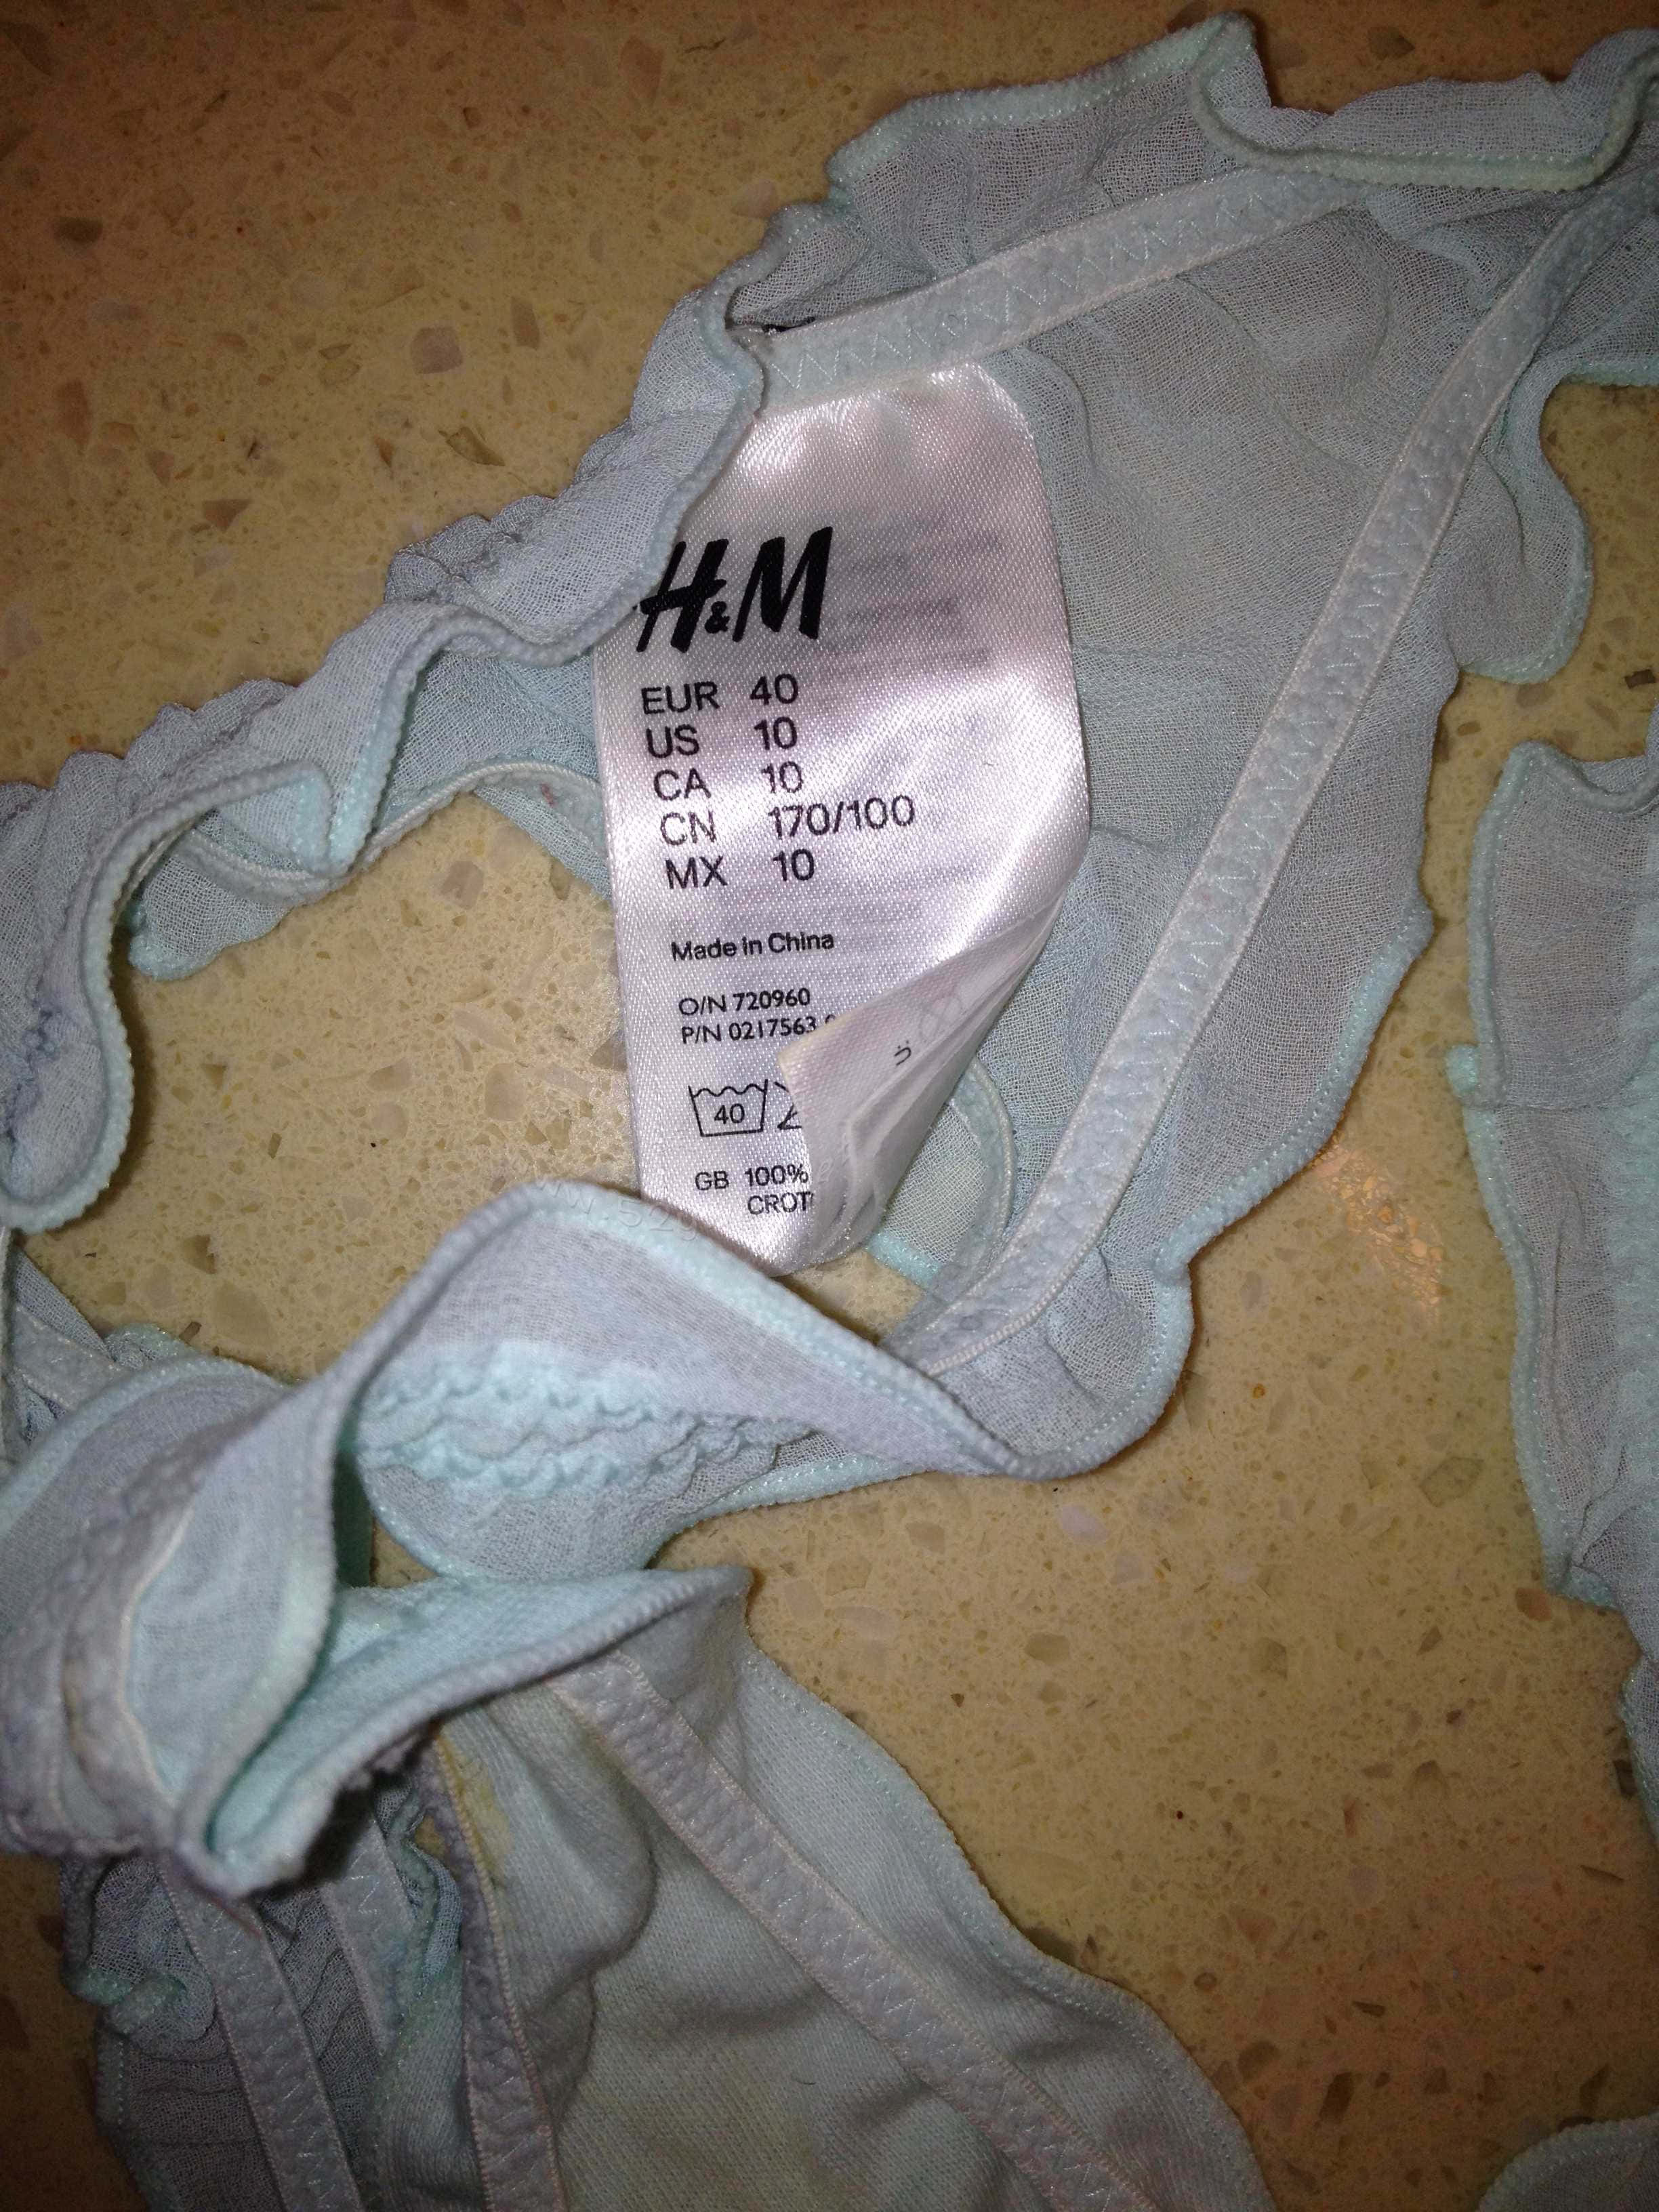 H&M
EUR 40
US 10
CA 10
CN 170/100
MX 10
Made in China
O/N 720960
P/N 0217563
40
GB 100%
CROT